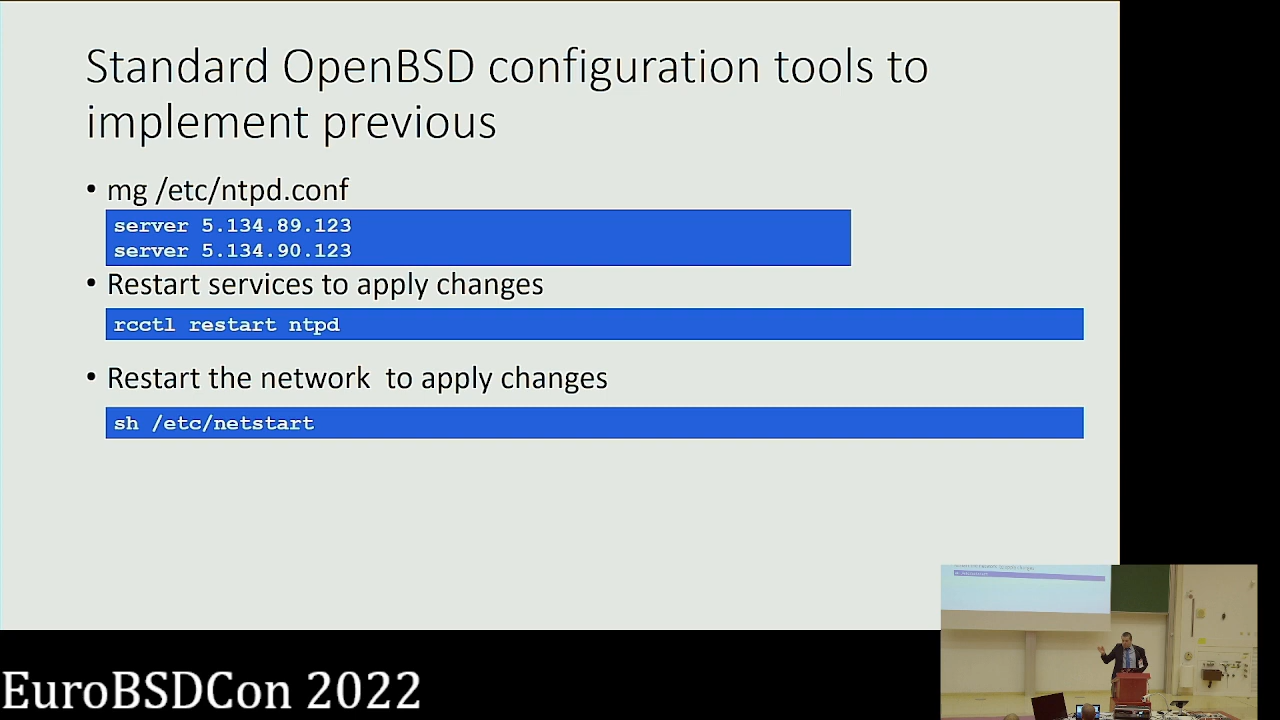 Standard OpenBSD configuration tools to
implement previous
• mg /etc/ntpd.conf
server 5.134.89.123
server 5.134.90.123
• Restart services to apply changes
rcctl restart ntpd
• Restart the network  to apply changes
sh /etc/netstart
EuroBSDCon 2022